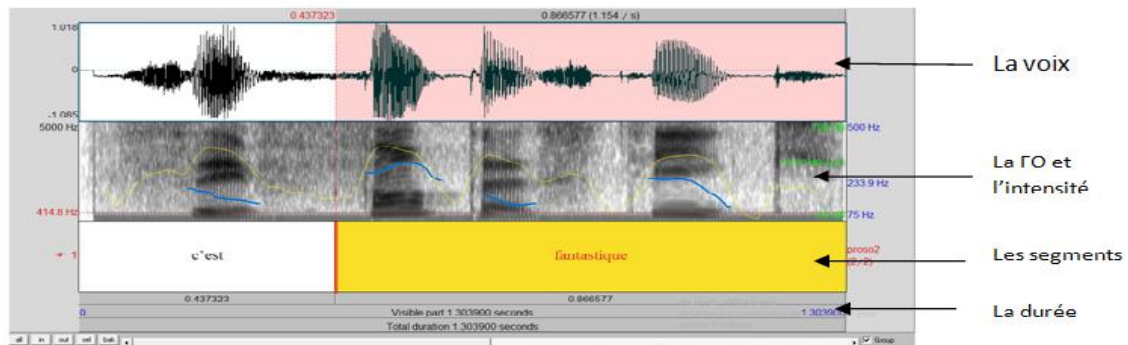 0.437323 0.866577 (1.154 / s)
1.018
0
-1.085
La voix
5000 Hz
500 Hz
La FO et
l'intensité
233.9 Hz
414.8 Hz
75 Hz
1
c'est
fantastique
proso2
(2/2)
Les segments
0.437323 0.866577
0 Visible part 1.303900 seconds 1.303900
La durée
Total duration 1.303900 seconds
all in out sel bak
Group